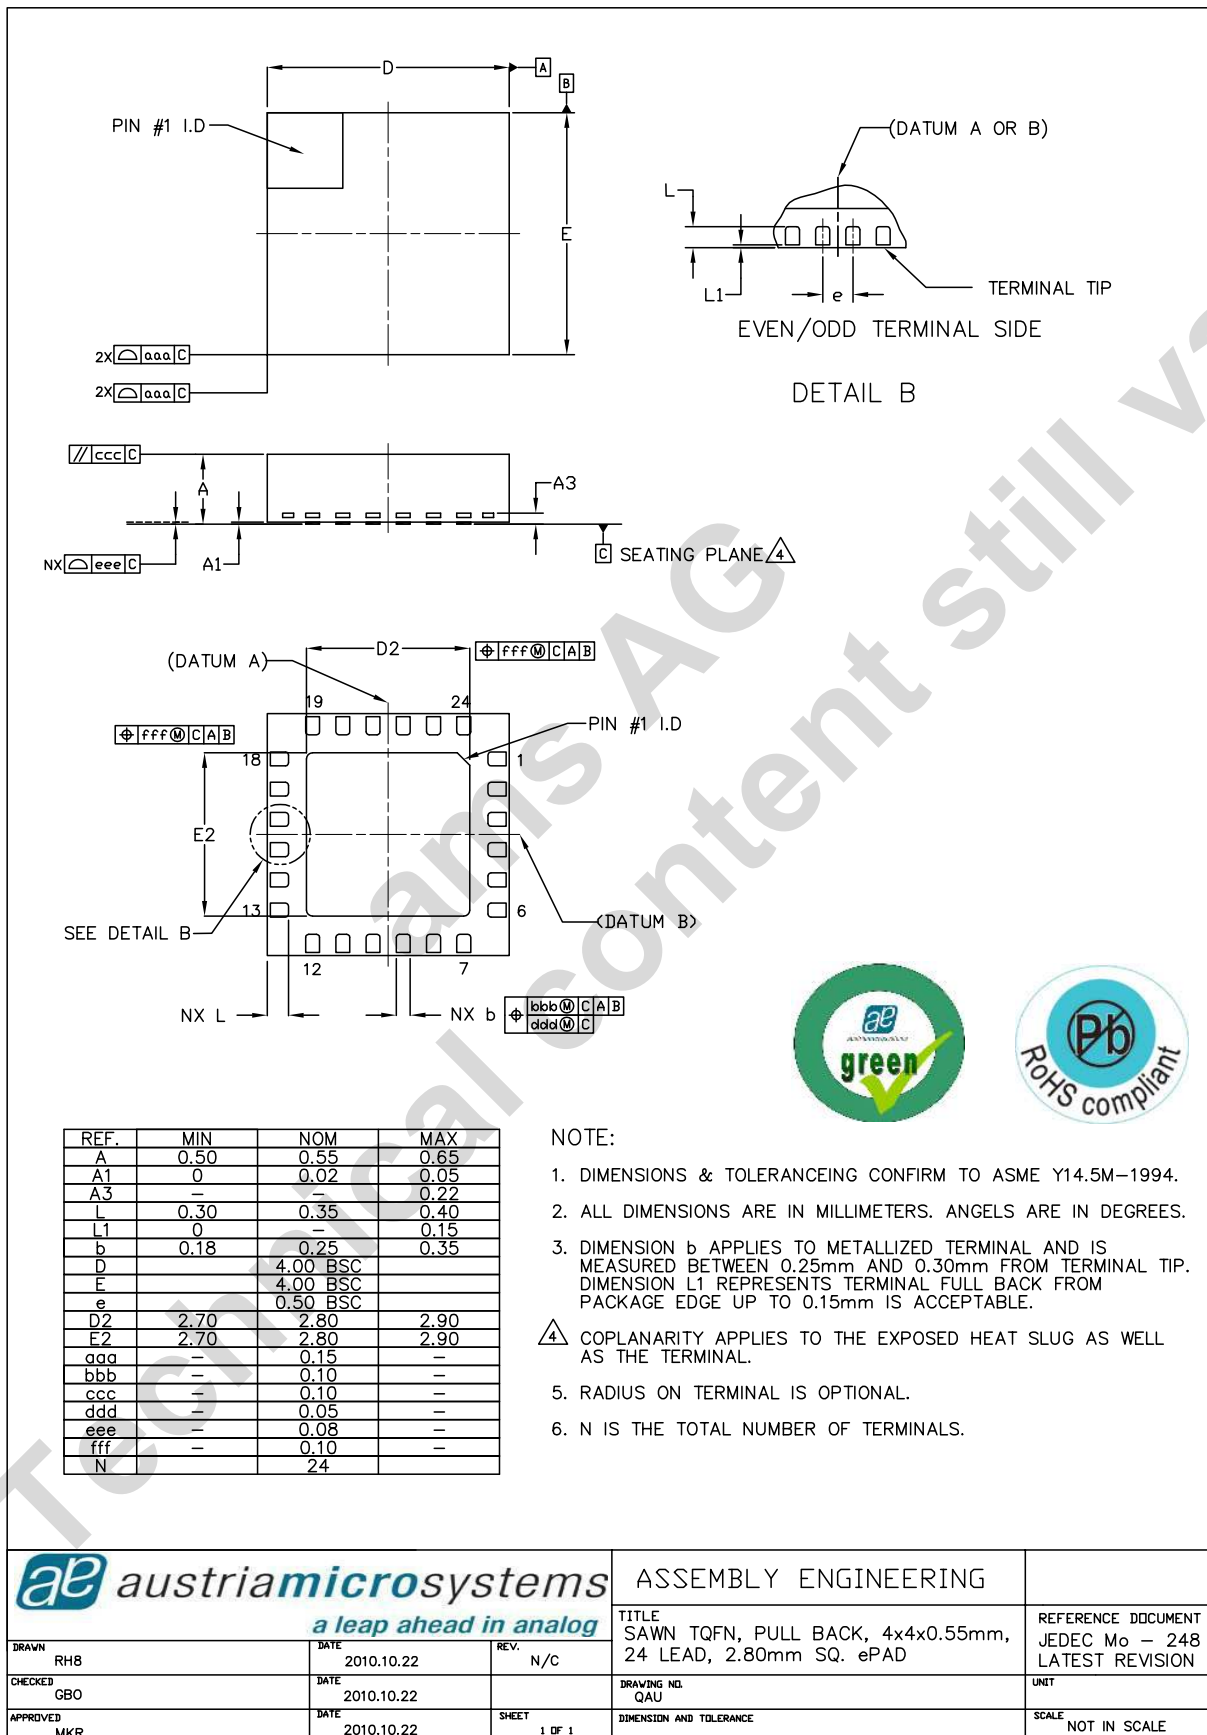 D
A
B
PIN #1 I.D
(DATUM A OR B)
L
E
L1
e
TERMINAL TIP
EVEN/ODD TERMINAL SIDE
2X aaa C
2X aaa C
DETAIL B
// ccc C
A
A3
NX eee C
A1
C SEATING PLANE 4
(DATUM A)
D2
fff Ⓜ C A B
19
24
PIN #1 I.D
fff Ⓜ C A B
18
1
E2
13
6
SEE DETAIL B
(DATUM B)
12
7
NX L
NX b
bbb Ⓜ C A B
ddd Ⓜ C
green
Pb
RoHS compliant
REF. MIN NOM MAX
A 0.50 0.55 0.65
A1 0 0.02 0.05
A3 – – 0.22
L 0.30 0.35 0.40
L1 0 – 0.15
b 0.18 0.25 0.35
D 4.00 BSC
E 4.00 BSC
e 0.50 BSC
D2 2.70 2.80 2.90
E2 2.70 2.80 2.90
aaa – 0.15 –
bbb – 0.10 –
ccc – 0.10 –
ddd – 0.05 –
eee – 0.08 –
fff – 0.10 –
N 24
NOTE:
1. DIMENSIONS & TOLERANCEING CONFIRM TO ASME Y14.5M–1994.
2. ALL DIMENSIONS ARE IN MILLIMETERS. ANGELS ARE IN DEGREES.
3. DIMENSION b APPLIES TO METALLIZED TERMINAL AND IS
MEASURED BETWEEN 0.25mm AND 0.30mm FROM TERMINAL TIP.
DIMENSION L1 REPRESENTS TERMINAL FULL BACK FROM
PACKAGE EDGE UP TO 0.15mm IS ACCEPTABLE.
4 COPLANARITY APPLIES TO THE EXPOSED HEAT SLUG AS WELL
AS THE TERMINAL.
5. RADIUS ON TERMINAL IS OPTIONAL.
6. N IS THE TOTAL NUMBER OF TERMINALS.
ams AG
Technical content still va
ae austriamicrosystems
a leap ahead in analog
ASSEMBLY ENGINEERING
TITLE
SAWN TQFN, PULL BACK, 4x4x0.55mm,
24 LEAD, 2.80mm SQ. ePAD
REFERENCE DOCUMENT
JEDEC Mo – 248
LATEST REVISION
DRAWN
RH8
DATE
2010.10.22
REV.
N/C
CHECKED
GBO
DATE
2010.10.22
DRAWING NO.
QAU
UNIT
APPROVED
MKR
DATE
2010.10.22
SHEET
1 OF 1
DIMENSION AND TOLERANCE
SCALE
NOT IN SCALE